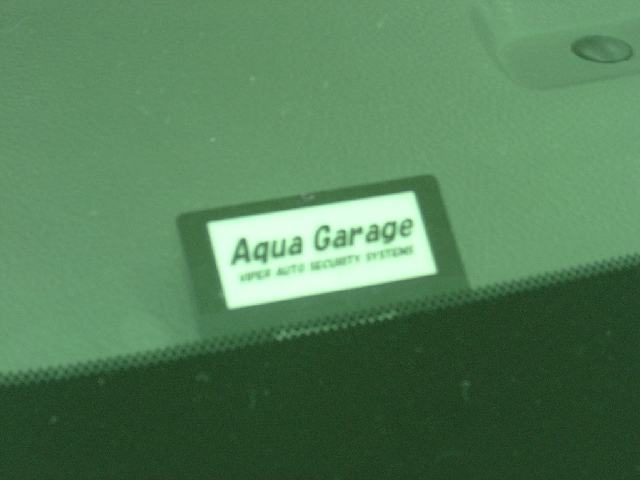 Aqua Garage
VIPER AUTO SECURITY SYSTEMS